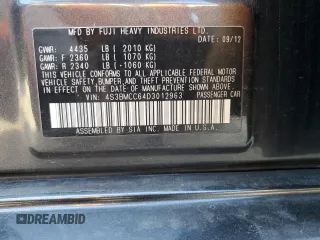 MFD BY FUJI HEAVY INDUSTRIES LTD.
DATE: 09/12
GVWR: 4435 LB ( 2010 KG)
GAWR: F 2360 LB ( 1070 KG)
GAWR: R 2340 LB ( 1060 KG)
THIS VEHICLE CONFORMS TO ALL APPLICABLE FEDERAL MOTOR
VEHICLE SAFETY, BUMPER, AND THEFT PREVENTION STANDARDS
IN EFFECT ON THE DATE OF MANUFACTURE SHOWN ABOVE.
VIN: 4S3BMCC64D3012963 PASSENGER CAR
ASSEMBLED BY SIA INC. MADE IN U.S.A.
DREAMBID